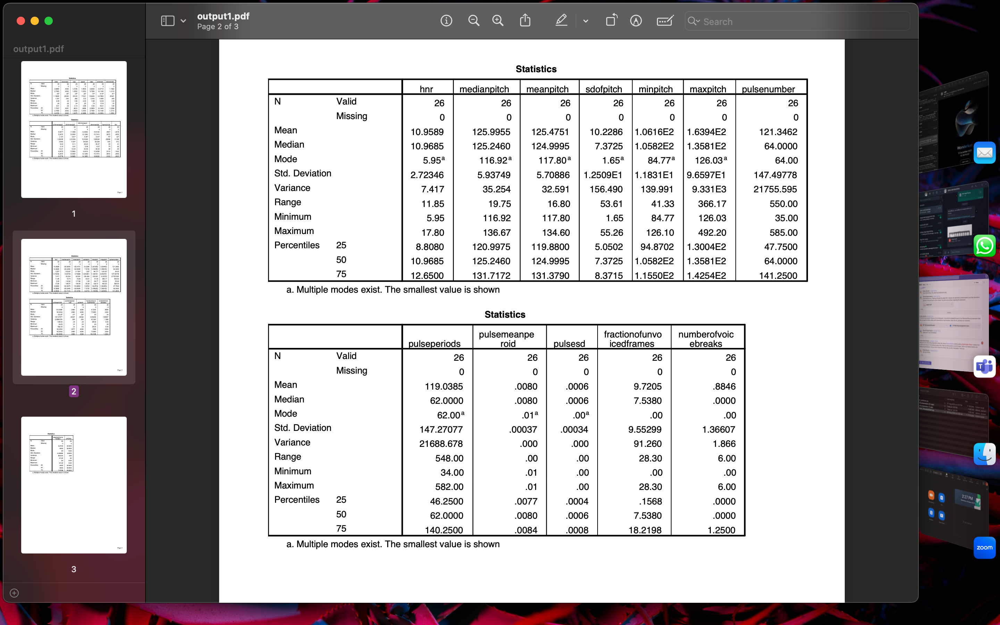 output1.pdf
Page 2 of 3
Search
output1.pdf
1
2
3
Statistics
hnr medianpitch meanpitch sdofpitch minpitch maxpitch pulsenumber
N Valid 26 26 26 26 26 26 26
Missing 0 0 0 0 0 0 0
Mean 10.9589 125.9955 125.4751 10.2286 1.0616E2 1.6394E2 121.3462
Median 10.9685 125.2460 124.9995 7.3725 1.0582E2 1.3581E2 64.0000
Mode 5.95a 116.92a 117.80a 1.65a 84.77a 126.03a 64.00
Std. Deviation 2.72346 5.93749 5.70886 1.2509E1 1.1831E1 9.6597E1 147.49778
Variance 7.417 35.254 32.591 156.490 139.991 9.331E3 21755.595
Range 11.85 19.75 16.80 53.61 41.33 366.17 550.00
Minimum 5.95 116.92 117.80 1.65 84.77 126.03 35.00
Maximum 17.80 136.67 134.60 55.26 126.10 492.20 585.00
Percentiles 25 8.8080 120.9975 119.8800 5.0502 94.8702 1.3004E2 47.7500
50 10.9685 125.2460 124.9995 7.3725 1.0582E2 1.3581E2 64.0000
75 12.6500 131.7172 131.3790 8.3715 1.1550E2 1.4254E2 141.2500
a. Multiple modes exist. The smallest value is shown
Statistics
pulseperiods pulsemeanpe roid pulsesd fractionofunvo icedframes numberofvoic ebreaks
N Valid 26 26 26 26 26
Missing 0 0 0 0 0
Mean 119.0385 .0080 .0006 9.7205 .8846
Median 62.0000 .0080 .0006 7.5380 .0000
Mode 62.00a .01a .00a .00 .00
Std. Deviation 147.27077 .00037 .00034 9.55299 1.36607
Variance 21688.678 .000 .000 91.260 1.866
Range 548.00 .00 .00 28.30 6.00
Minimum 34.00 .01 .00 .00 .00
Maximum 582.00 .01 .00 28.30 6.00
Percentiles 25 46.2500 .0077 .0004 .1568 .0000
50 62.0000 .0080 .0006 7.5380 .0000
75 140.2500 .0084 .0008 18.2198 1.2500
a. Multiple modes exist. The smallest value is shown
Wonderlust
2:27 PM
zoom